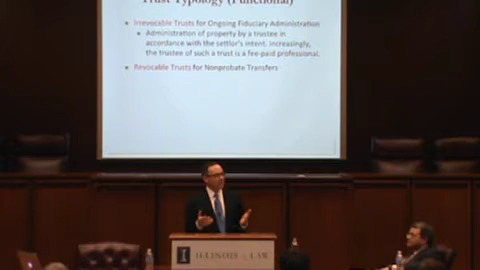 Trust Typology (Functional)
Irrevocable Trusts for Ongoing Fiduciary Administration
Administration of property by a trustee in
accordance with the settlor's intent. Increasingly,
the trustee of such a trust is a fee-paid professional.
Revocable Trusts for Nonprobate Transfers
I ILLINOIS LAW